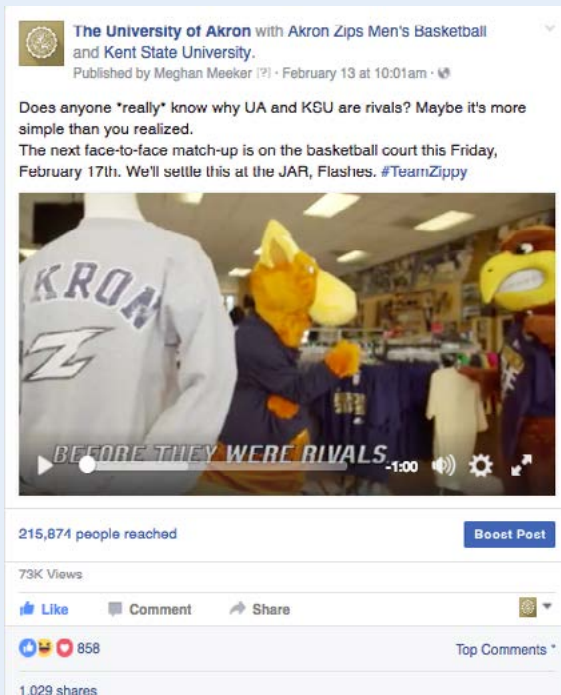 The University of Akron with Akron Zips Men's Basketball
and Kent State University.
Published by Meghan Meeker [?] · February 13 at 10:01am ·
Does anyone *really* know why UA and KSU are rivals? Maybe it's more
simple than you realized.
The next face-to-face match-up is on the basketball court this Friday,
February 17th. We'll settle this at the JAR, Flashes. #TeamZippy
KRON
Z
BEFORE THEY WERE RIVALS
-1:00
215,874 people reached
Boost Post
73K Views
Like Comment Share
858
Top Comments
1,029 shares